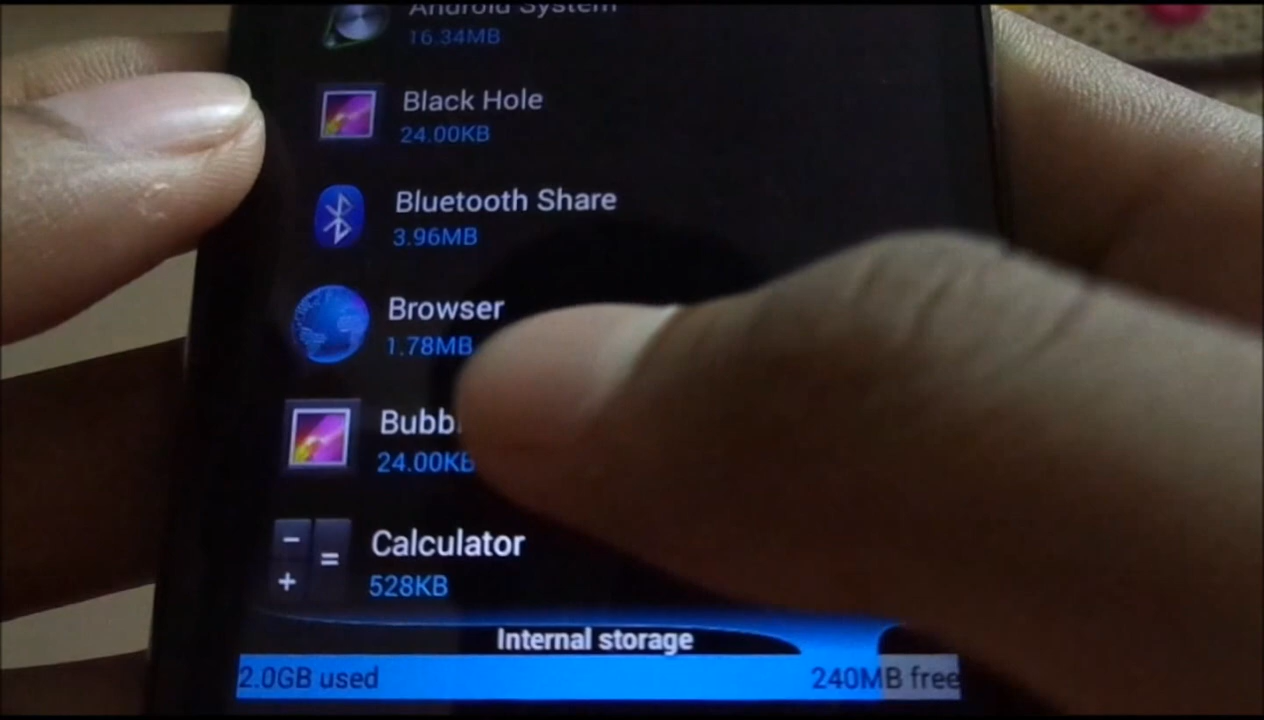 Android System
16.34MB
Black Hole
24.00KB
Bluetooth Share
3.96MB
Browser
1.78MB
24.00KB
Calculator
528KB
Internal storage
2.0GB used
240MB free